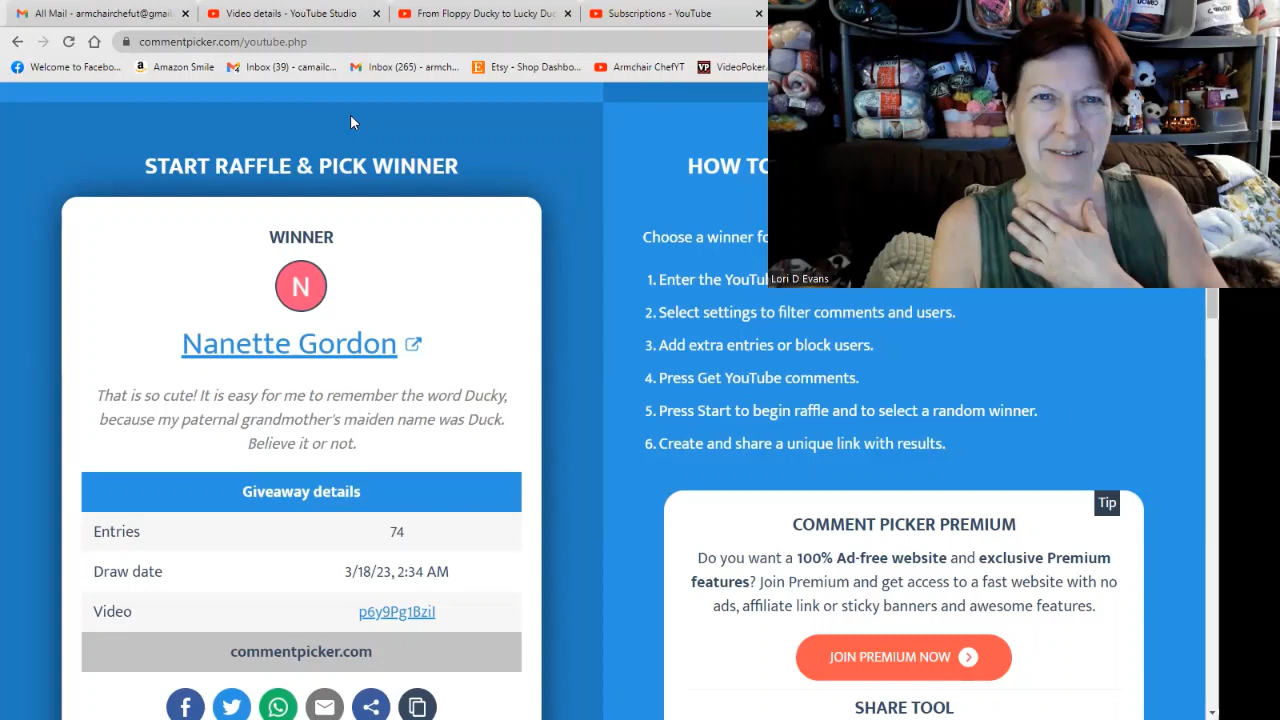 All Mail - armchairchefut@gmai
Video details - YouTube Studio
From Floppy Ducky to Lucky Duc
Subscriptions - YouTube
commentpicker.com/youtube.php
Welcome to Faceboo...
Amazon Smile
Inbox (39) - camailc...
Inbox (265) - armch...
Etsy - Shop Dashbo...
Armchair ChefYT
VideoPoker.
START RAFFLE & PICK WINNER
WINNER
N
Nanette Gordon
That is so cute! It is easy for me to remember the word Ducky,
because my paternal grandmother's maiden name was Duck.
Believe it or not.
Giveaway details
Entries 74
Draw date 3/18/23, 2:34 AM
Video p6y9Pg1BziI
commentpicker.com
HOW TO
Choose a winner fo
1. Enter the YouTu
2. Select settings to filter comments and users.
3. Add extra entries or block users.
4. Press Get YouTube comments.
5. Press Start to begin raffle and to select a random winner.
6. Create and share a unique link with results.
Tip
COMMENT PICKER PREMIUM
Do you want a 100% Ad-free website and exclusive Premium
features? Join Premium and get access to a fast website with no
ads, affiliate link or sticky banners and awesome features.
JOIN PREMIUM NOW
SHARE TOOL
Lori D Evans